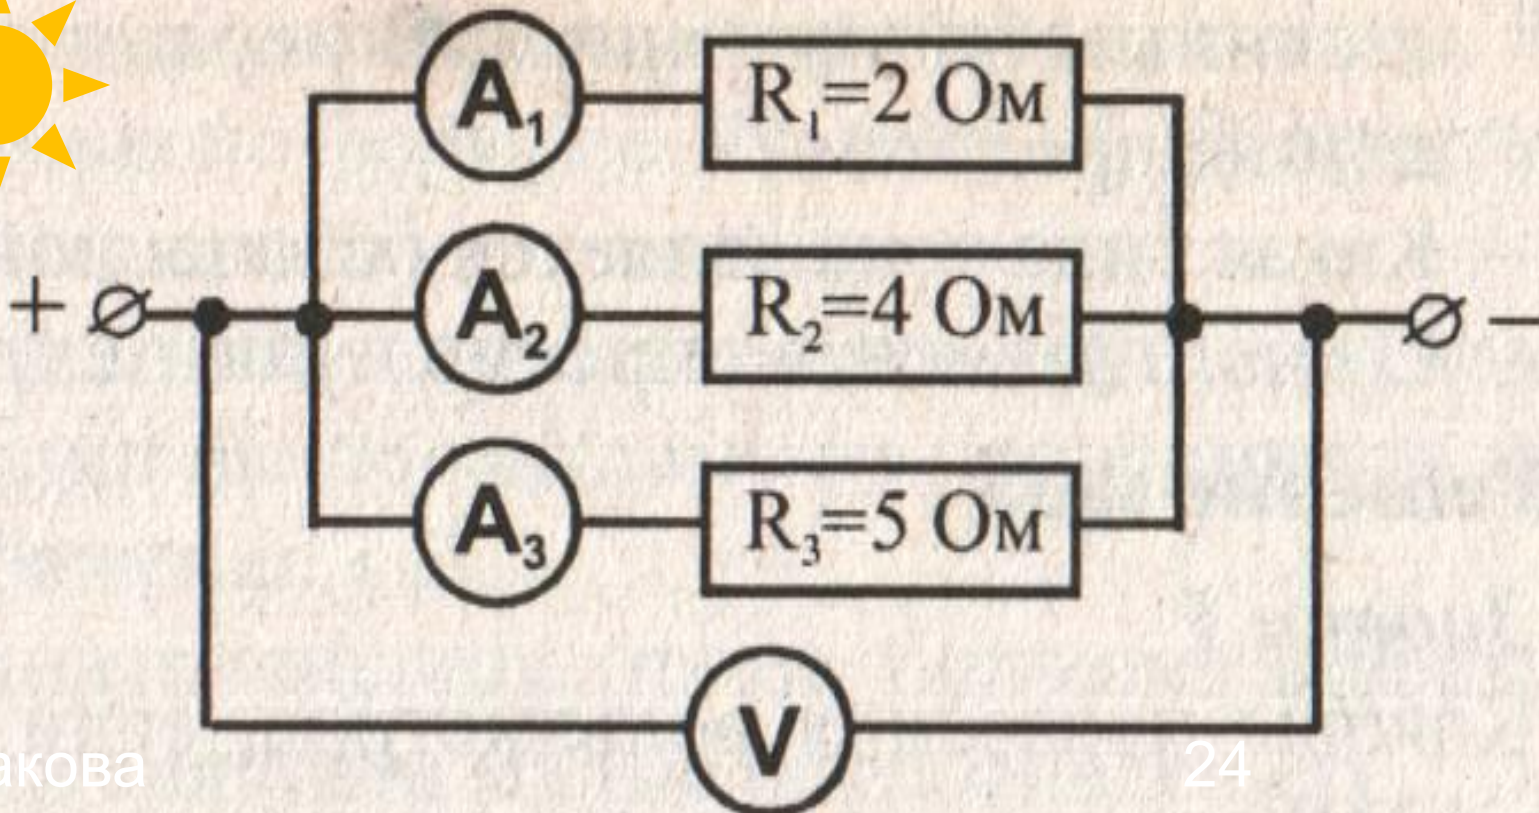 A₁
R₁=2 Ом
+
A₂
R₂=4 Ом
–
A₃
R₃=5 Ом
V
акова
24